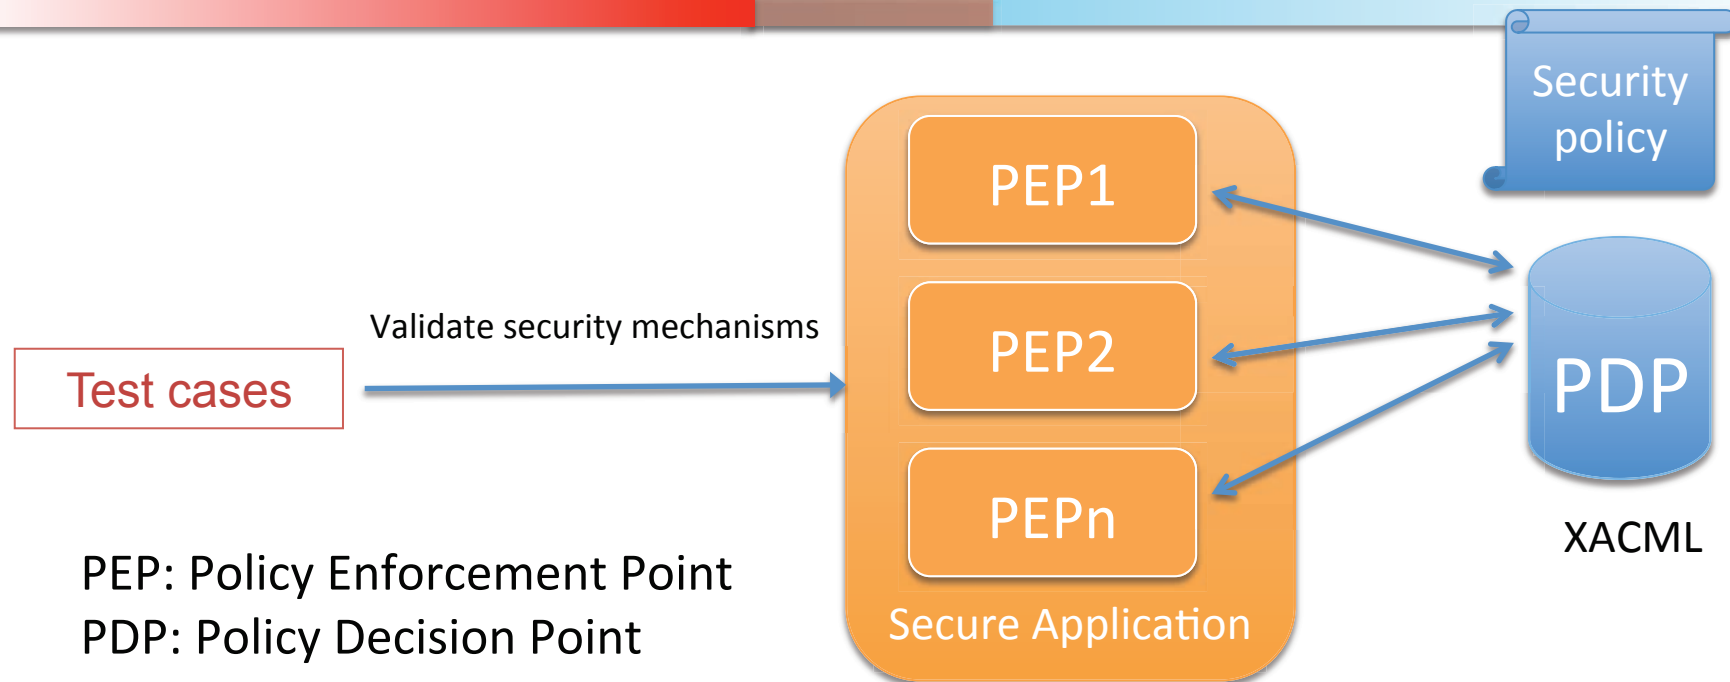 Security
policy
PEP1
Validate security mechanisms
PEP2
Test cases
PDP
PEPn
XACML
PEP: Policy Enforcement Point
PDP: Policy Decision Point
Secure Application